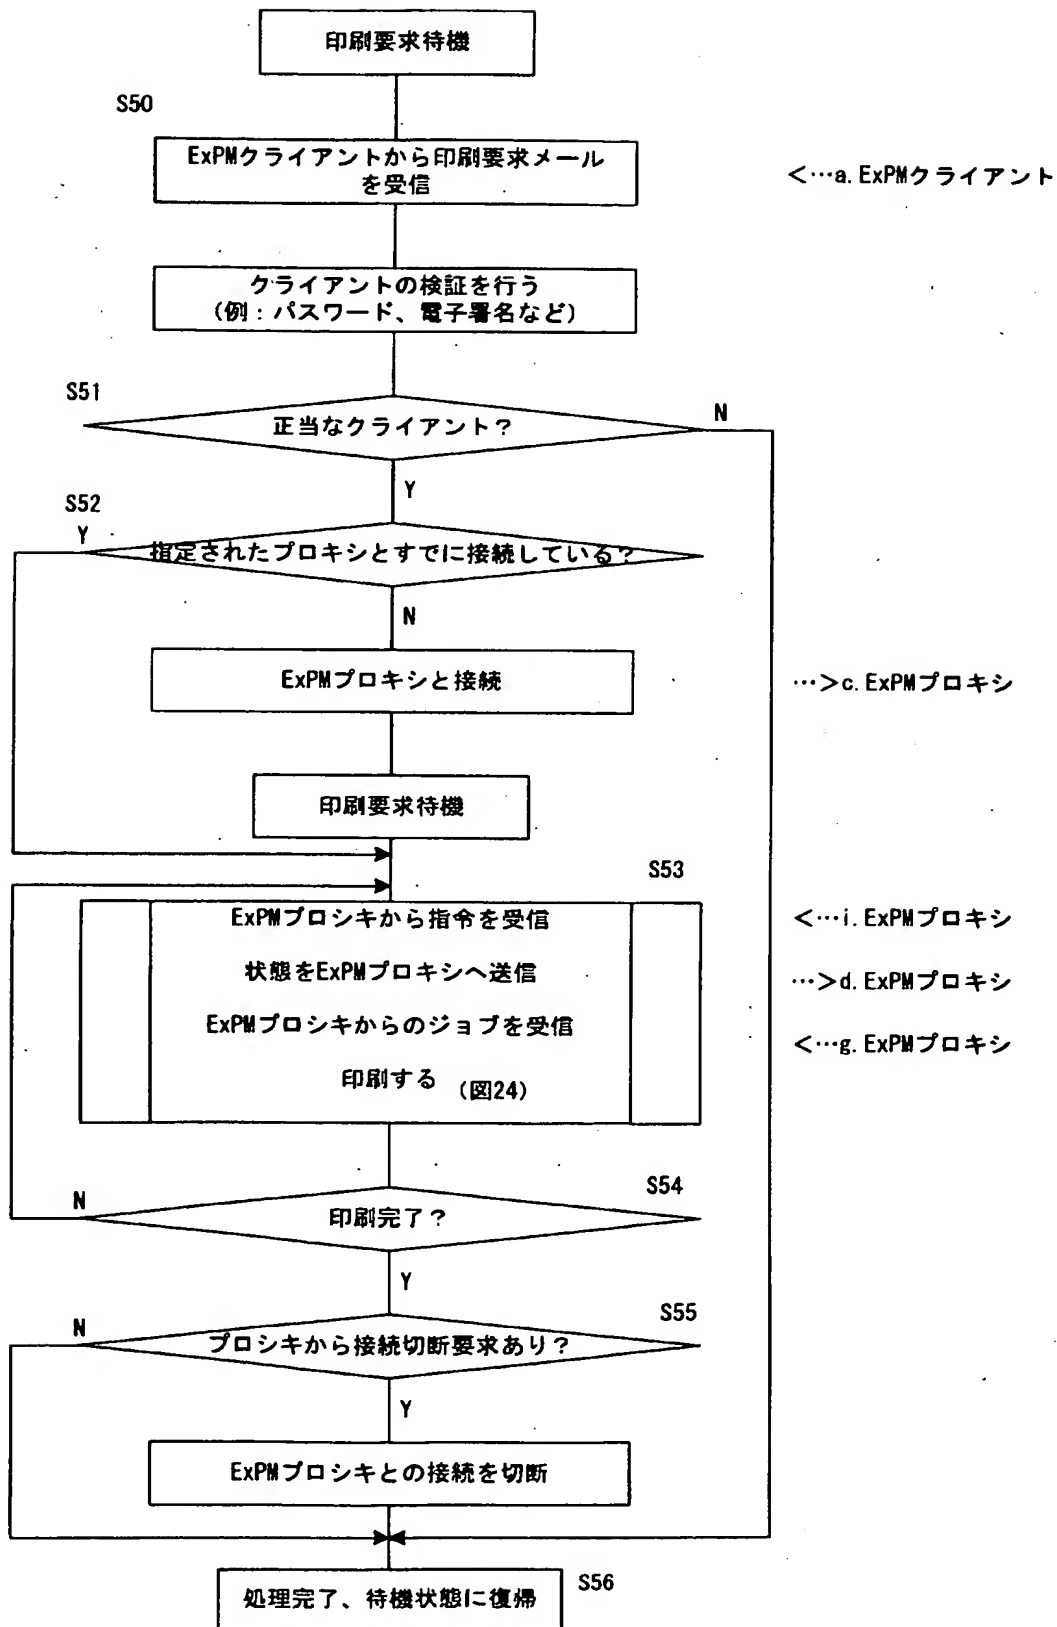 印刷要求待機
S50
ExPMクライアントから印刷要求メール
を受信
<…a.ExPMクライアント
クライアントの検証を行う
(例：パスワード、電子署名など)
S51
正当なクライアント？
N
Y
S52
Y
指定されたプロキシとすでに接続している？
N
ExPMプロキシと接続
…>c.ExPMプロキシ
印刷要求待機
S53
ExPMプロシキから指令を受信
<…i.ExPMプロキシ
状態をExPMプロキシへ送信
…>d.ExPMプロキシ
ExPMプロシキからのジョブを受信
<…g.ExPMプロキシ
印刷する (図24)
S54
N
印刷完了？
Y
S55
N
プロシキから接続切断要求あり？
Y
ExPMプロシキとの接続を切断
S56
処理完了、待機状態に復帰